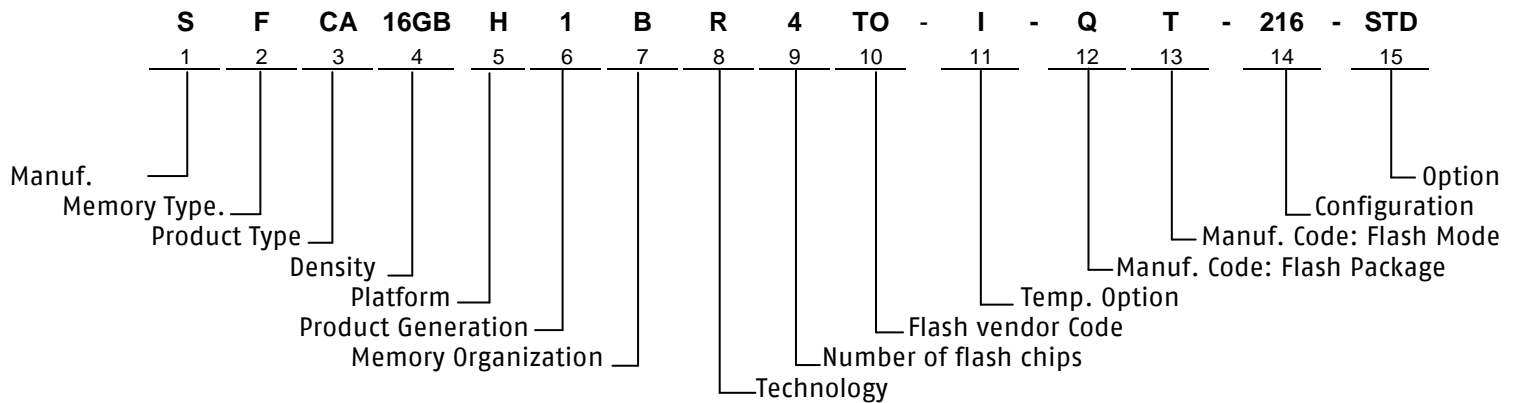 S F CA 16GB H 1 B R 4 TO - I - Q T - 216 - STD
1 2 3 4 5 6 7 8 9 10 11 12 13 14 15
Manuf. Option
Memory Type. Configuration
Product Type Manuf. Code: Flash Mode
Density Manuf. Code: Flash Package
Platform Temp. Option
Product Generation Flash vendor Code
Memory Organization Number of flash chips
Technology